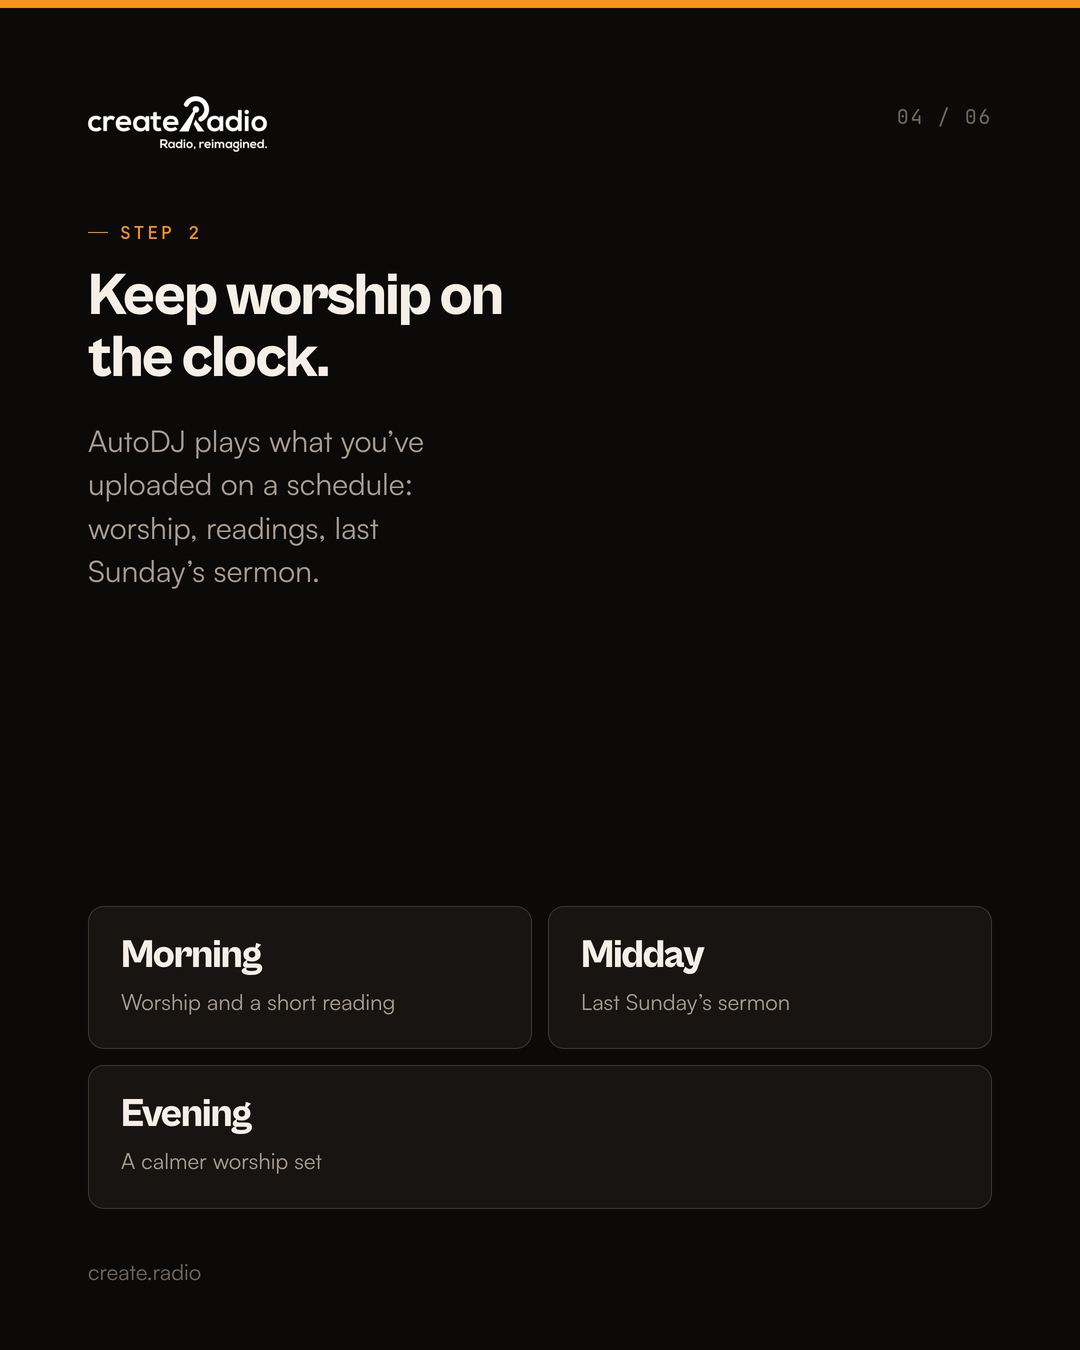 createRadio
Radio, reimagined.
04 / 06
— STEP 2
Keep worship on
the clock.
AutoDJ plays what you’ve
uploaded on a schedule:
worship, readings, last
Sunday’s sermon.
Morning
Worship and a short reading
Midday
Last Sunday’s sermon
Evening
A calmer worship set
create.radio